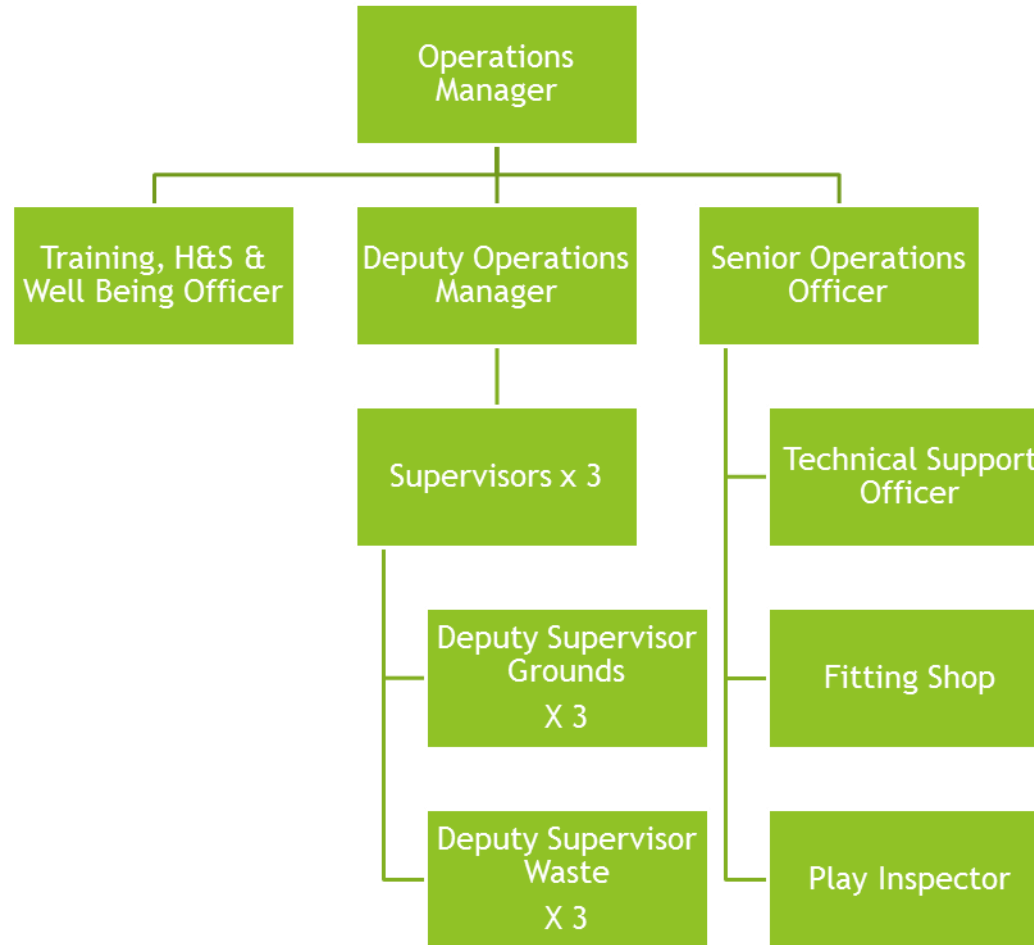 Operations
Manager
Training, H&S &
Well Being Officer
Deputy Operations
Manager
Senior Operations
Officer
Supervisors x 3
Technical Support
Officer
Deputy Supervisor
Grounds
X 3
Fitting Shop
Deputy Supervisor
Waste
X 3
Play Inspector